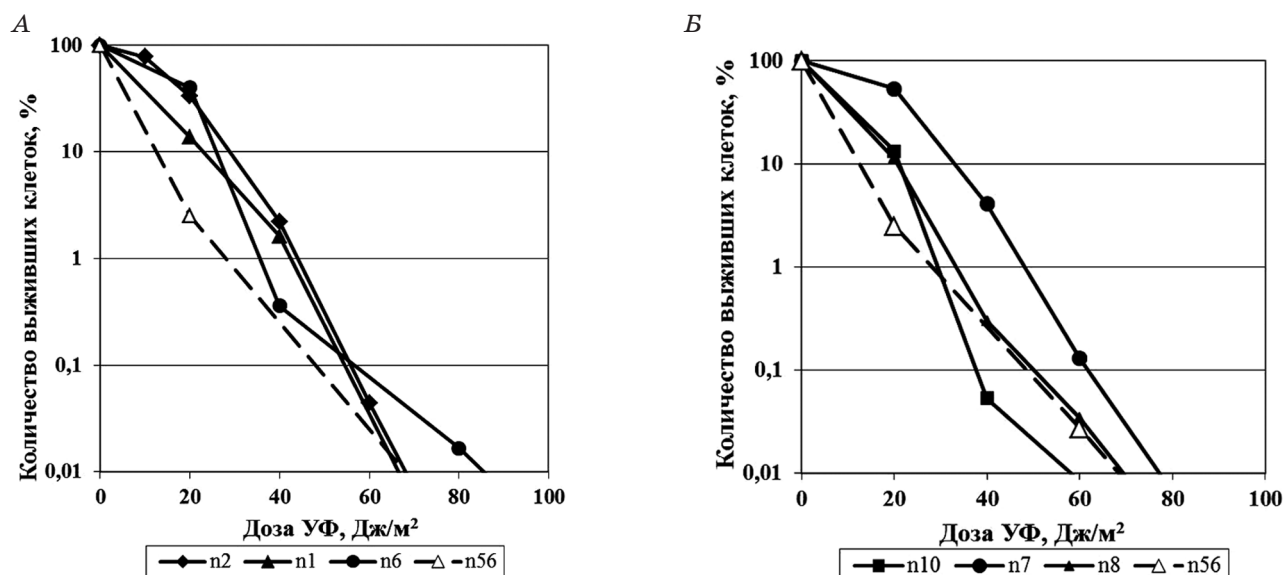 А
Количество выживших клеток, %
100
10
1
0,1
0,01
0 20 40 60 80 100
Доза УФ, Дж/м²
n2 n1 n6 n56
Б
Количество выживших клеток, %
100
10
1
0,1
0,01
0 20 40 60 80 100
Доза УФ, Дж/м²
n10 n7 n8 n56